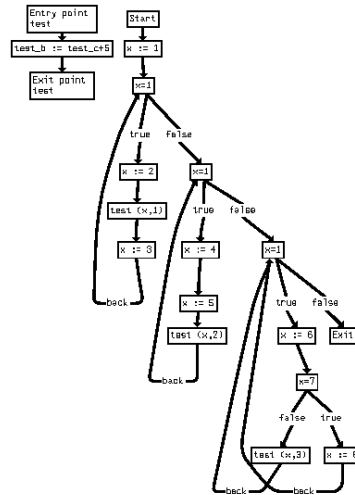 Entry point
test
Start
test_b := test_c+5
x := 1
Exit point
test
x=1
true
false
x := 2
x=1
test (x,1)
true
false
x := 3
x := 4
x=1
back
x := 5
true
false
test (x,2)
x := 6
Exit
back
x=7
false
true
test (x,3)
x :=
back
back